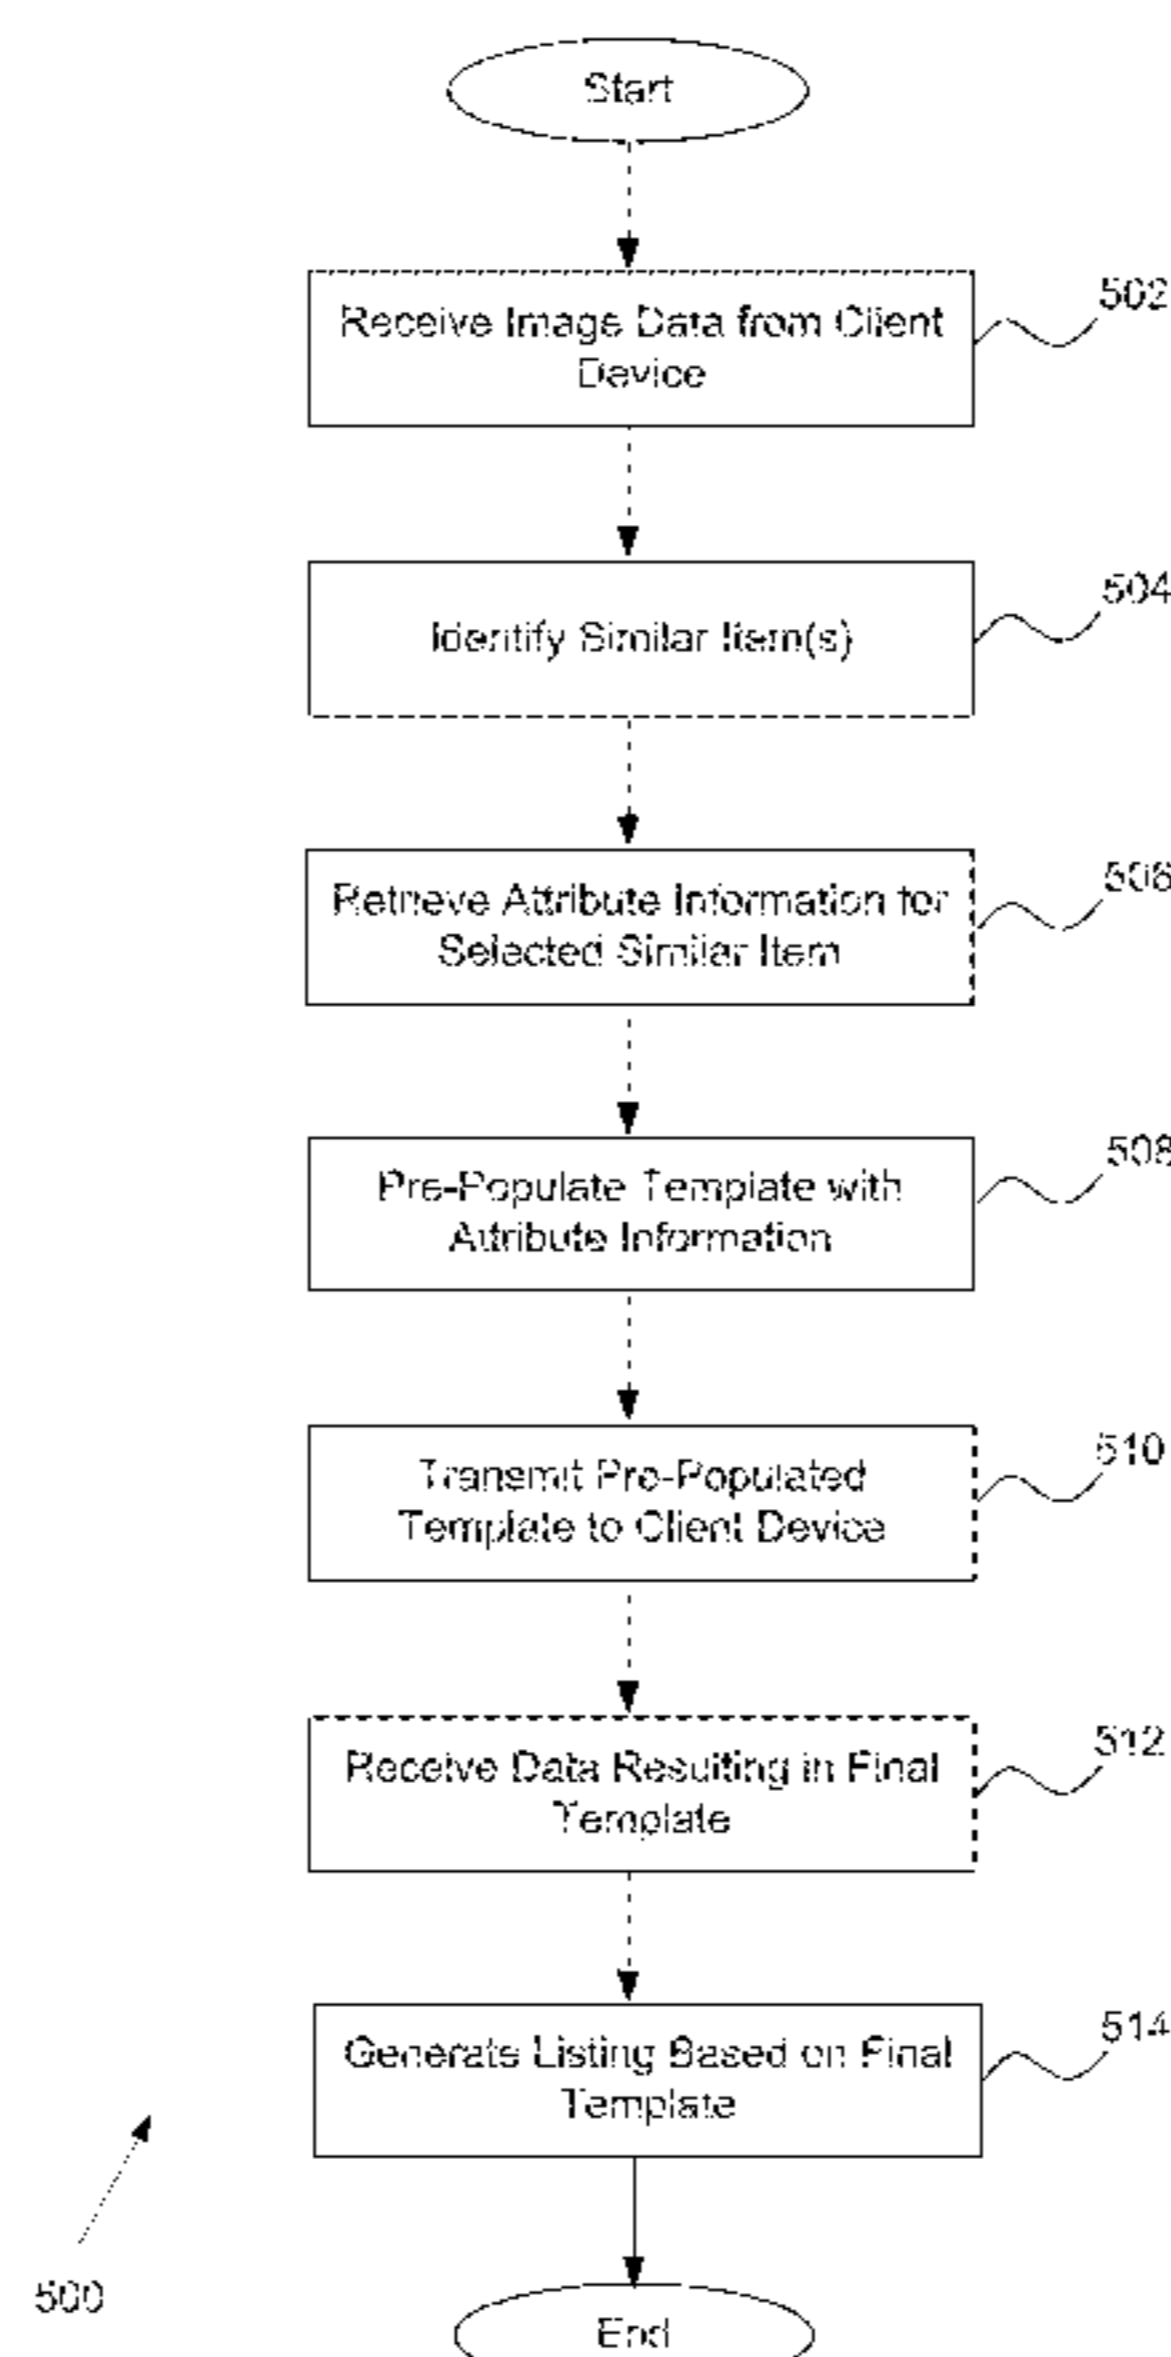 Start
Receive Image Data from Client
Device
502
Identify Similar Item(s)
504
Retrieve Attribute Information for
Selected Similar Item
506
Pre-Populate Template with
Attribute Information
508
Transmit Pre-Populated
Template to Client Device
510
Receive Data Resulting in Final
Template
512
Generate Listing Based on Final
Template
514
500
End